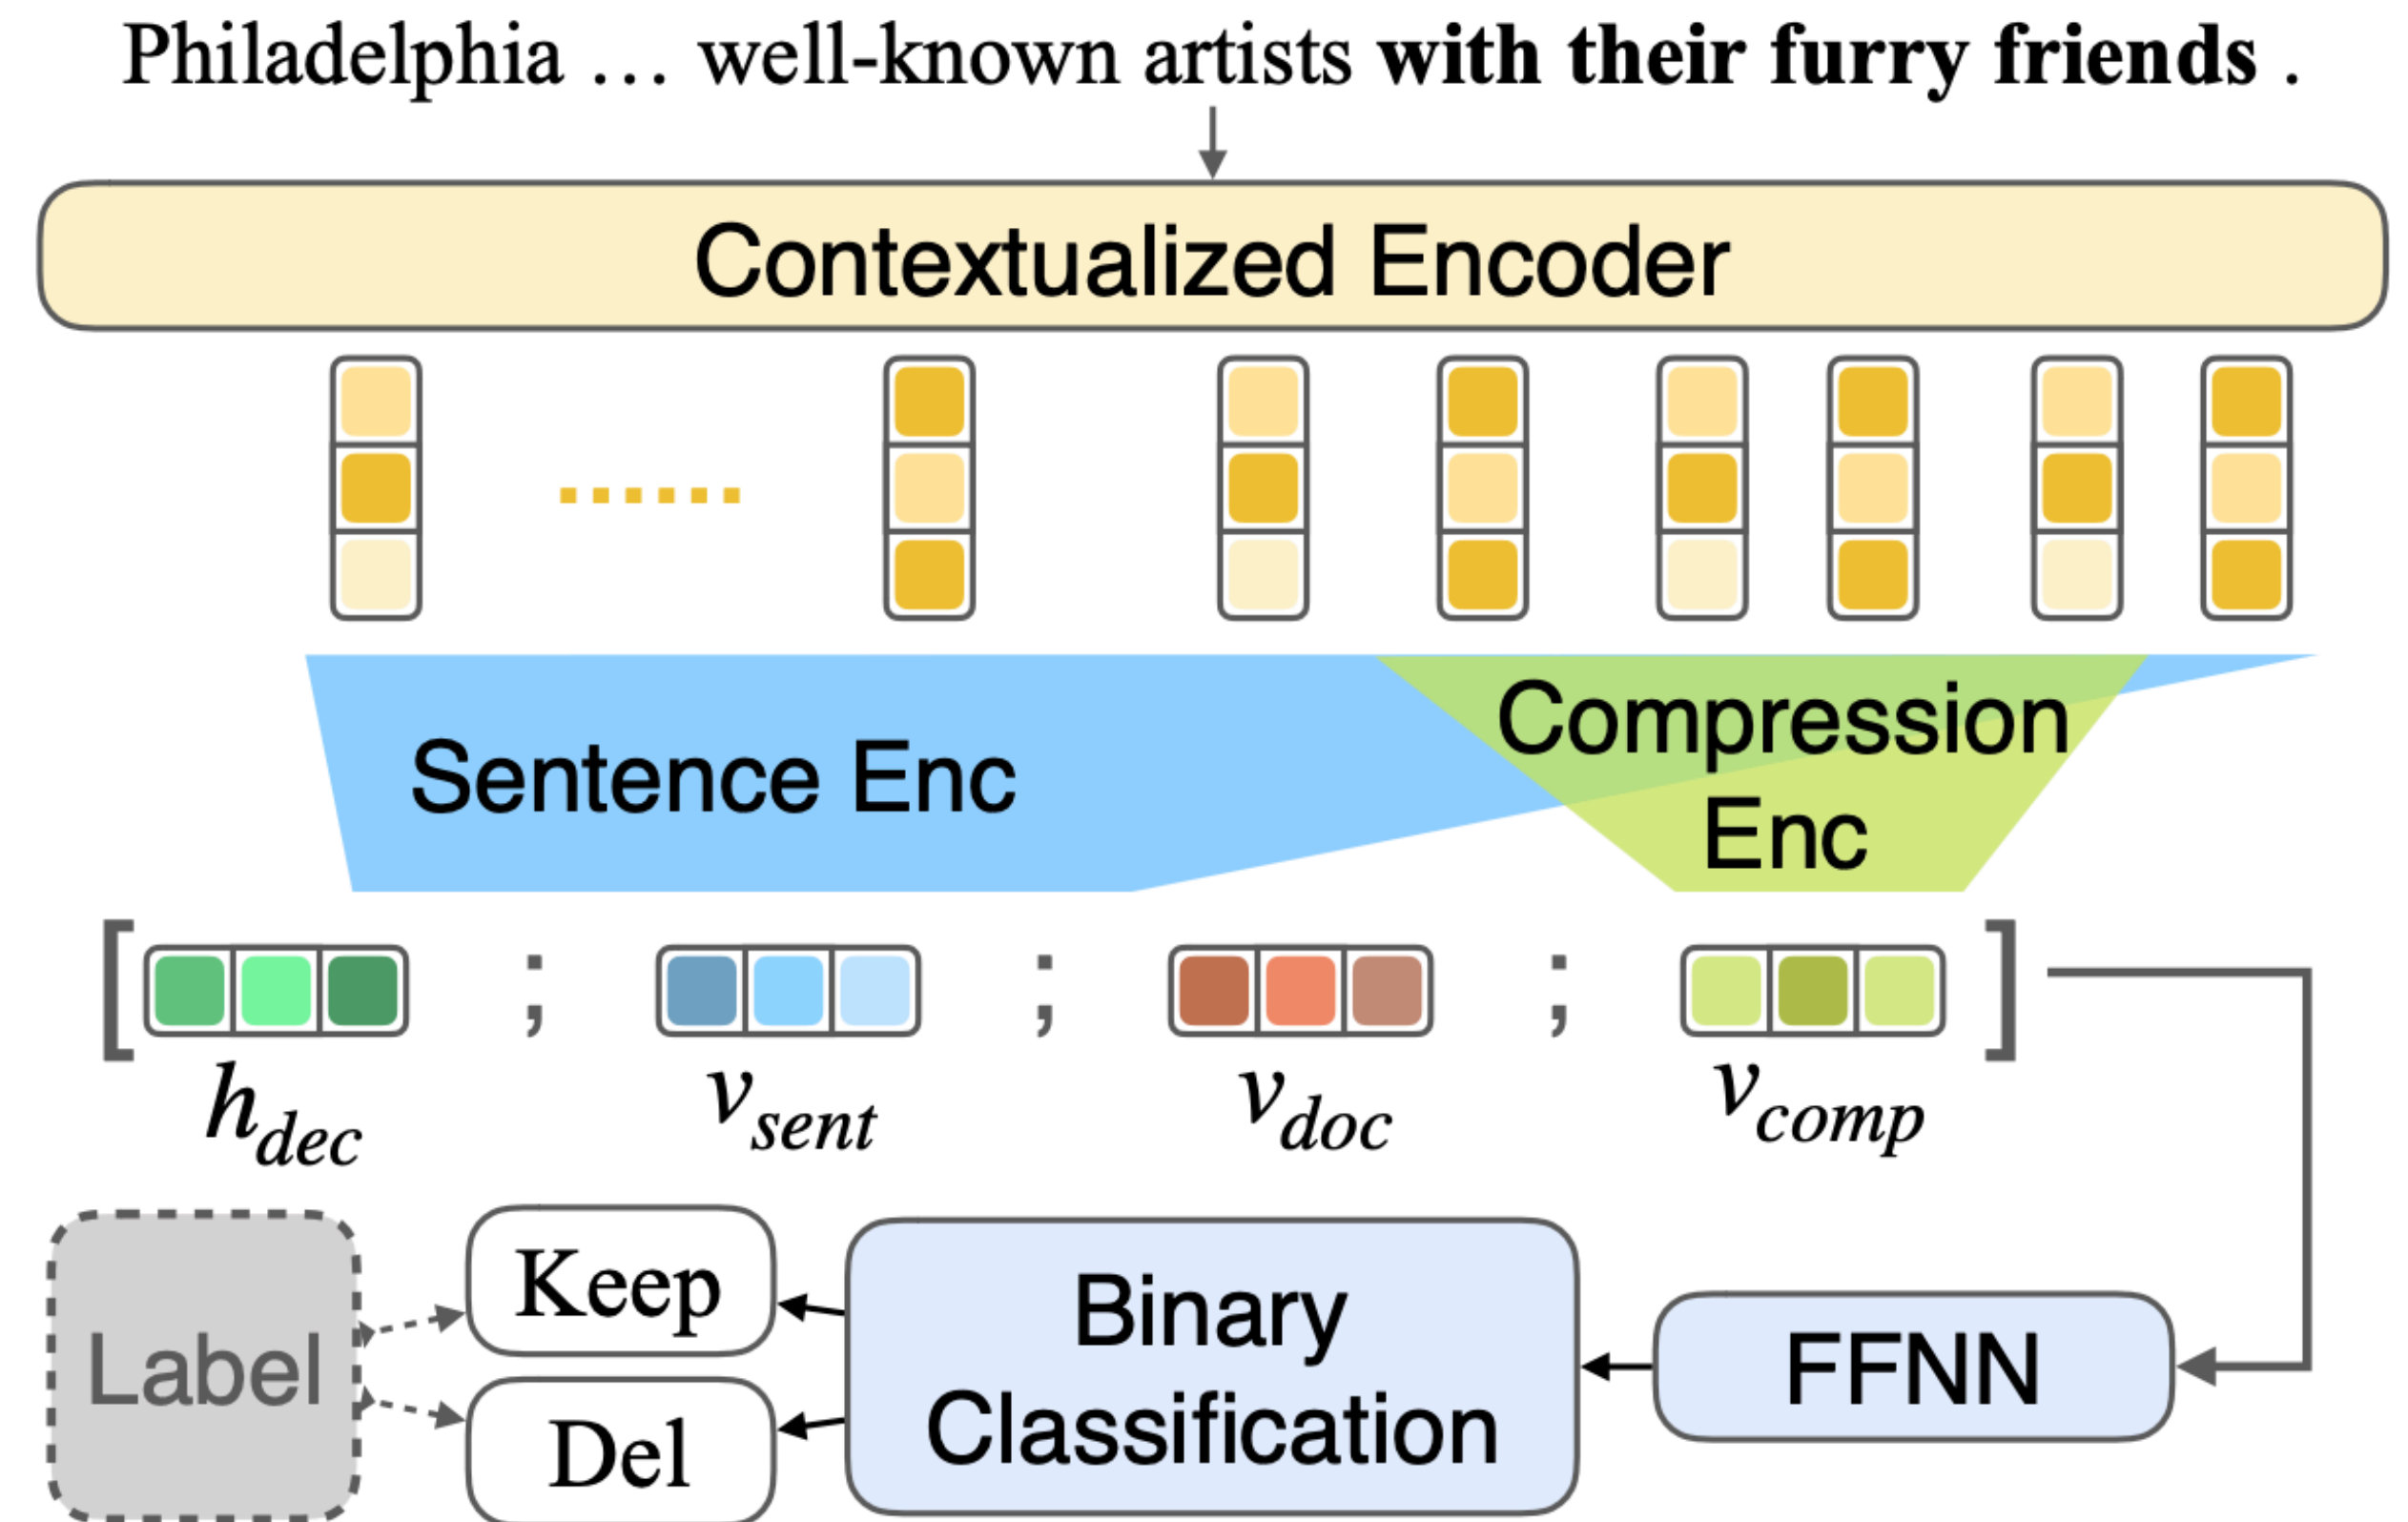 Philadelphia … well-known artists with their furry friends .
Contextualized Encoder
Sentence Enc
Compression
Enc
[ ; ; ; ]
h_dec v_sent v_doc v_comp
Label
Keep
Del
Binary
Classification
FFNN